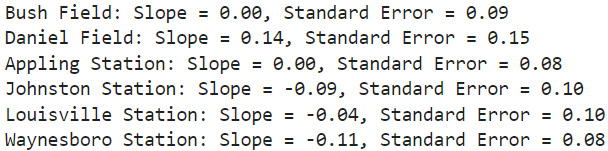 Bush Field: Slope = 0.00, Standard Error = 0.09
Daniel Field: Slope = 0.14, Standard Error = 0.15
Appling Station: Slope = 0.00, Standard Error = 0.08
Johnston Station: Slope = -0.09, Standard Error = 0.10
Louisville Station: Slope = -0.04, Standard Error = 0.10
Waynesboro Station: Slope = -0.11, Standard Error = 0.08